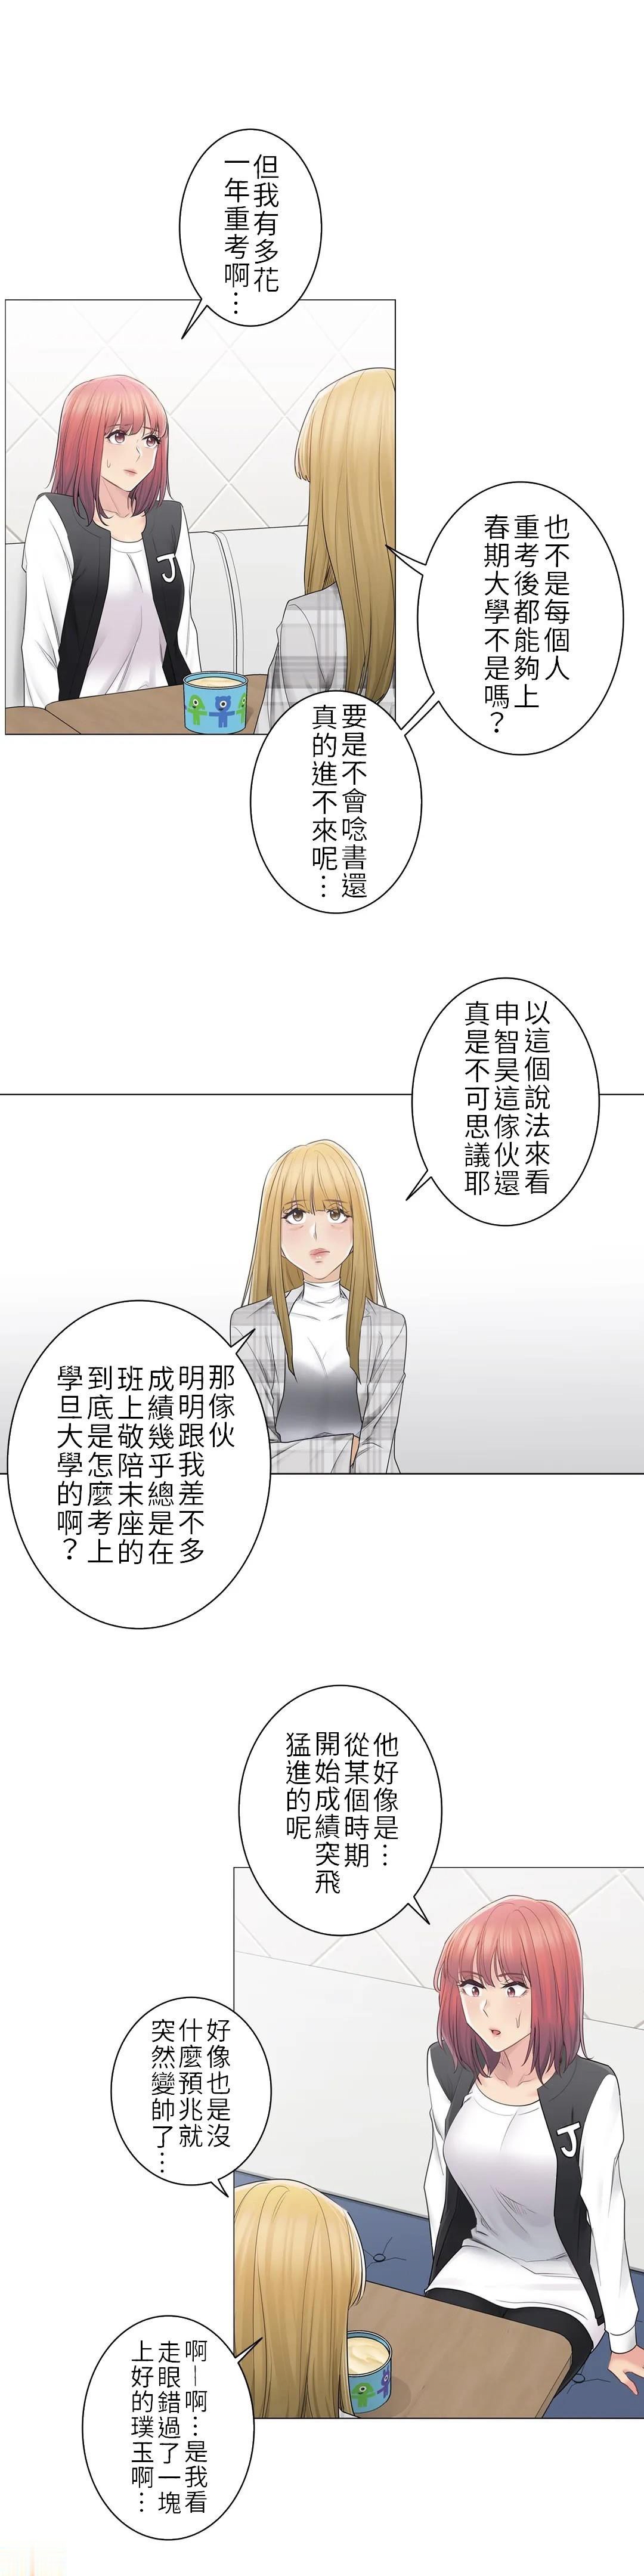 但我有多花
一年重考啊…
也不是每個人
重考後都能夠上
春期大學不是嗎？
要是不會唸書還
真的進不來呢…
以這個說法來看
申智昊這傢伙還
真是不可思議耶
那傢伙
明明跟我差不多
成績幾乎總是在
班上敬陪末座的
到底是怎麼考上
學旦大學的啊？
他好像是…
從某個時期
開始成績突飛
猛進的呢
好像也是沒
什麼預兆就
突然變帥了…
啊—啊…是我看
走眼錯過了一塊
上好的璞玉啊…
J
J